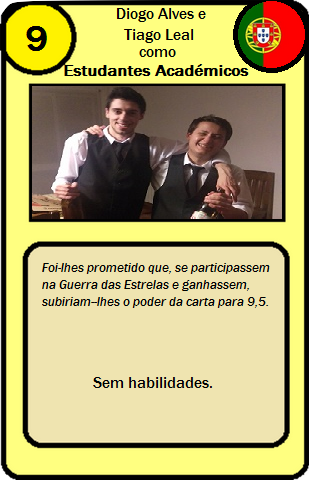 9
Diogo Alves e
Tiago Leal
como
Estudantes Académicos
Foi-lhes prometido que, se participassem
na Guerra das Estrelas e ganhassem,
subiriam–lhes o poder da carta para 9,5.
Sem habilidades.